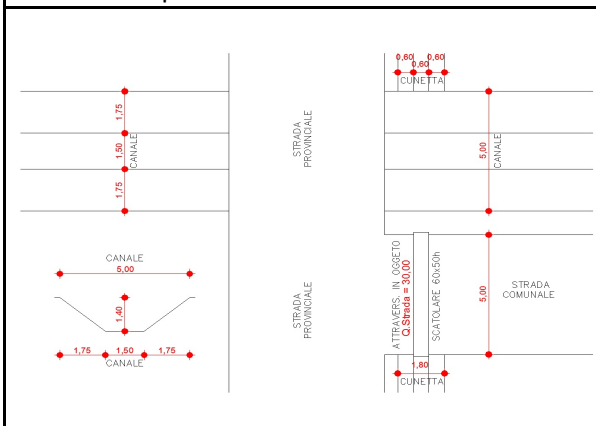 0,60
0,60
0,60
CUNETTA
1,75
1,50
1,75
CANALE
STRADA
PROVINCIALE
5,00
CANALE
CANALE
5,00
1,40
1,75
1,50
1,75
CANALE
STRADA
PROVINCIALE
ATTRAVERS. IN OGGETO
Q.Strada = 30,00
SCATOLARE 60x50h
5,00
STRADA
COMUNALE
1,80
CUNETTA